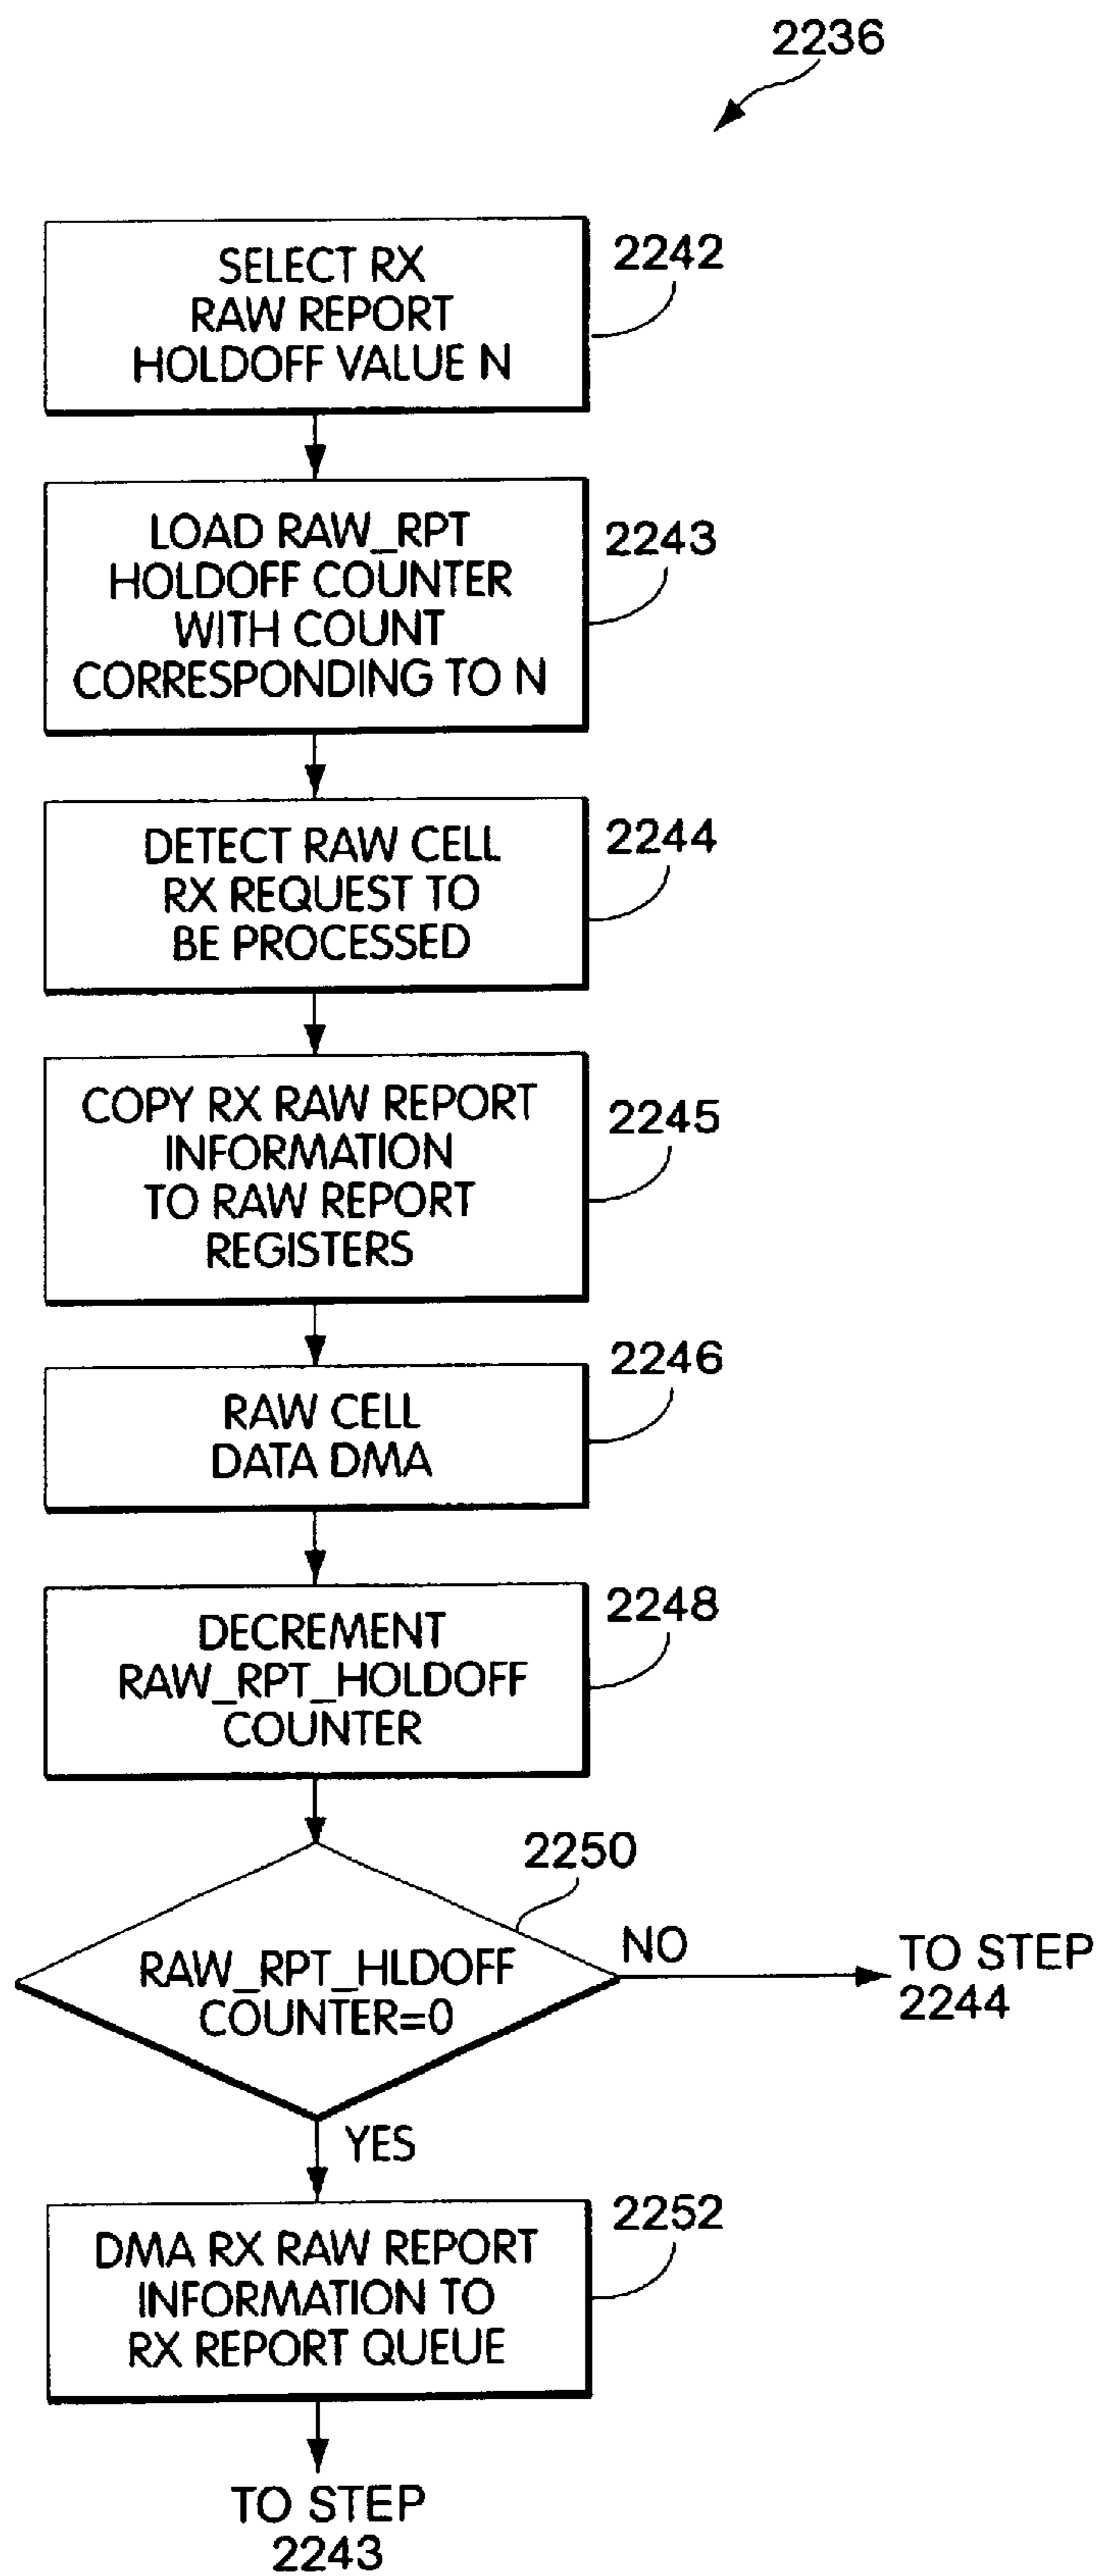 2236
SELECT RX
RAW REPORT
HOLDOFF VALUE N
2242
LOAD RAW_RPT
HOLDOFF COUNTER
WITH COUNT
CORRESPONDING TO N
2243
DETECT RAW CELL
RX REQUEST TO
BE PROCESSED
2244
COPY RX RAW REPORT
INFORMATION
TO RAW REPORT
REGISTERS
2245
RAW CELL
DATA DMA
2246
DECREMENT
RAW_RPT_HOLDOFF
COUNTER
2248
2250
RAW_RPT_HLDOFF
COUNTER=0
NO
TO STEP
2244
YES
DMA RX RAW REPORT
INFORMATION TO
RX REPORT QUEUE
2252
TO STEP
2243